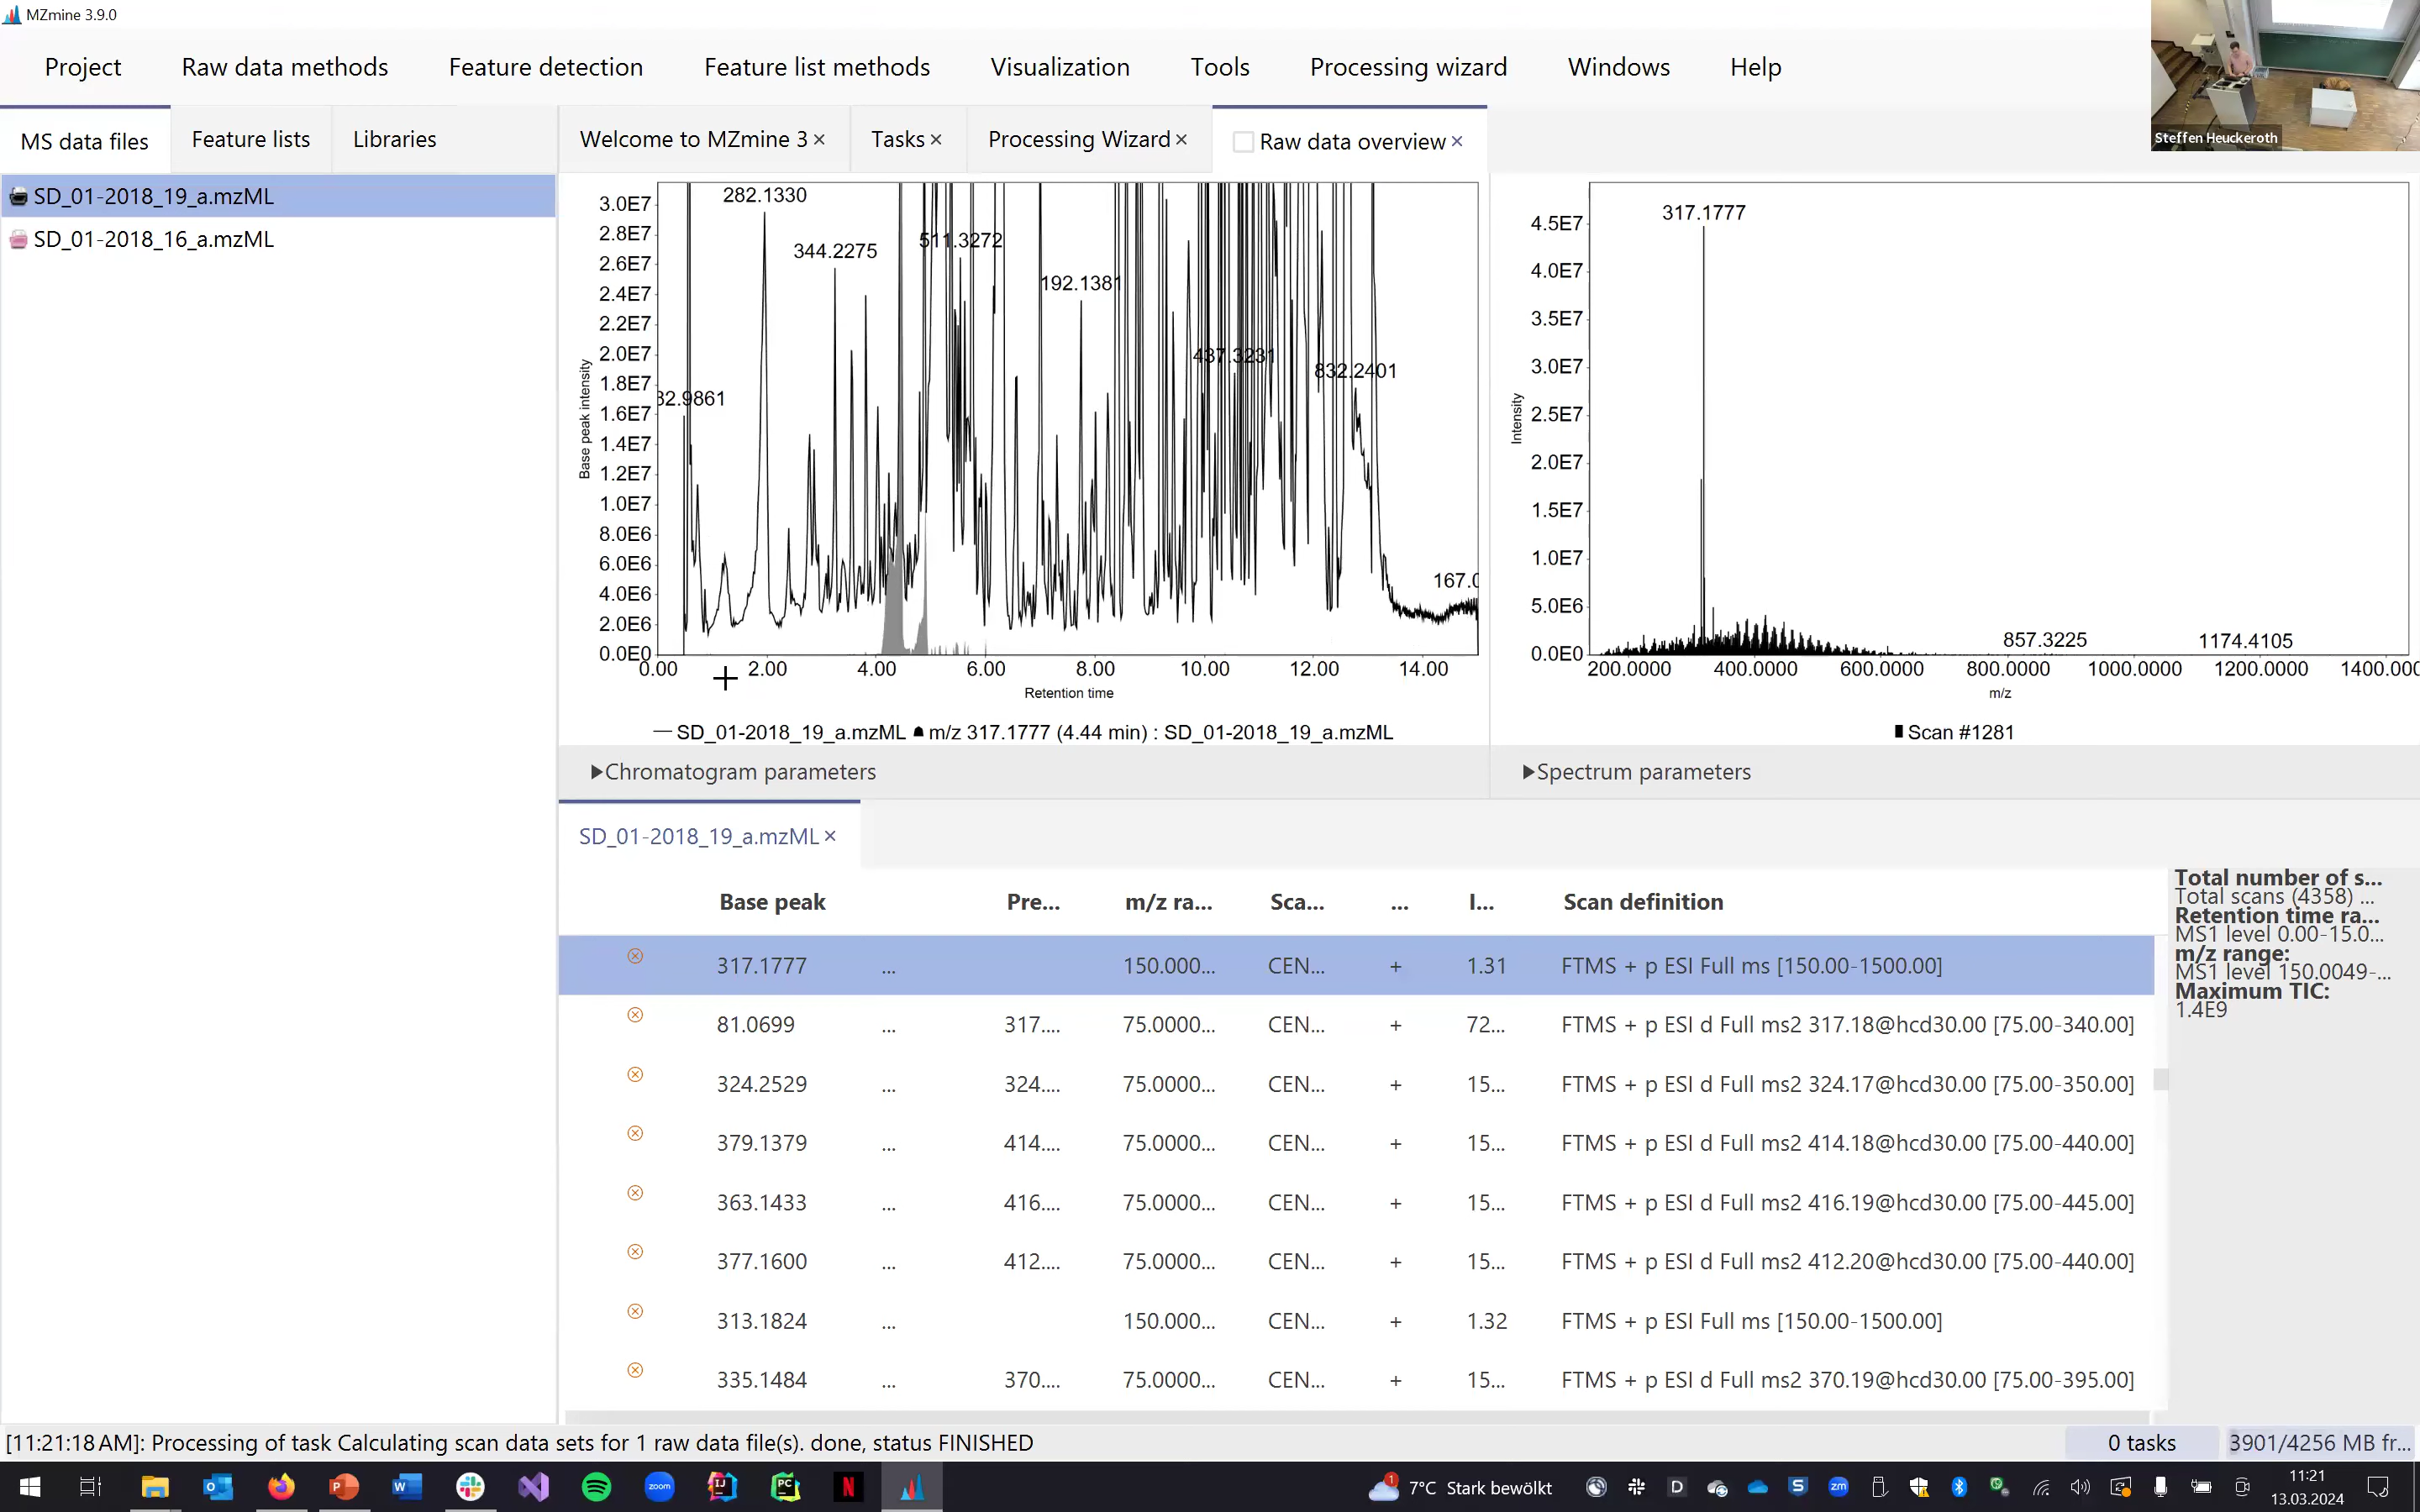 MZmine 3.9.0
Project Raw data methods Feature detection Feature list methods Visualization Tools Processing wizard Windows Help
Steffen Heuckeroth
MS data files Feature lists Libraries
Welcome to MZmine 3 Tasks Processing Wizard Raw data overview
SD_01-2018_19_a.mzML
SD_01-2018_16_a.mzML
3.0E7
2.8E7
2.6E7
2.4E7
2.2E7
2.0E7
1.8E7
1.6E7
1.4E7
1.2E7
1.0E7
8.0E6
6.0E6
4.0E6
2.0E6
0.0E0
Base peak intensity
282.1330
344.2275
511.3272
192.1381
437.3231
832.2401
32.9861
167.0
0.00 2.00 4.00 6.00 8.00 10.00 12.00 14.00
Retention time
SD_01-2018_19_a.mzML m/z 317.1777 (4.44 min) : SD_01-2018_19_a.mzML
4.5E7
4.0E7
3.5E7
3.0E7
2.5E7
2.0E7
1.5E7
1.0E7
5.0E6
0.0E0
Intensity
317.1777
857.3225
1174.4105
200.0000 400.0000 600.0000 800.0000 1000.0000 1200.0000 1400.000
m/z
Scan #1281
Chromatogram parameters
Spectrum parameters
SD_01-2018_19_a.mzML
Base peak Pre... m/z ra... Sca... ... I... Scan definition
317.1777 ... 150.000... CEN... + 1.31 FTMS + p ESI Full ms [150.00-1500.00]
81.0699 ... 317.... 75.0000... CEN... + 72... FTMS + p ESI d Full ms2 317.18@hcd30.00 [75.00-340.00]
324.2529 ... 324.... 75.0000... CEN... + 15... FTMS + p ESI d Full ms2 324.17@hcd30.00 [75.00-350.00]
379.1379 ... 414.... 75.0000... CEN... + 15... FTMS + p ESI d Full ms2 414.18@hcd30.00 [75.00-440.00]
363.1433 ... 416.... 75.0000... CEN... + 15... FTMS + p ESI d Full ms2 416.19@hcd30.00 [75.00-445.00]
377.1600 ... 412.... 75.0000... CEN... + 15... FTMS + p ESI d Full ms2 412.20@hcd30.00 [75.00-440.00]
313.1824 ... 150.000... CEN... + 1.32 FTMS + p ESI Full ms [150.00-1500.00]
335.1484 ... 370.... 75.0000... CEN... + 15... FTMS + p ESI d Full ms2 370.19@hcd30.00 [75.00-395.00]
Total number of s...
Total scans (4358) ...
Retention time ra...
MS1 level 0.00-15.0...
m/z range:
MS1 level 150.0049-...
Maximum TIC:
1.4E9
[11:21:18 AM]: Processing of task Calculating scan data sets for 1 raw data file(s). done, status FINISHED
0 tasks 3901/4256 MB fr...
zoom
7°C Stark bewölkt
11:21
13.03.2024